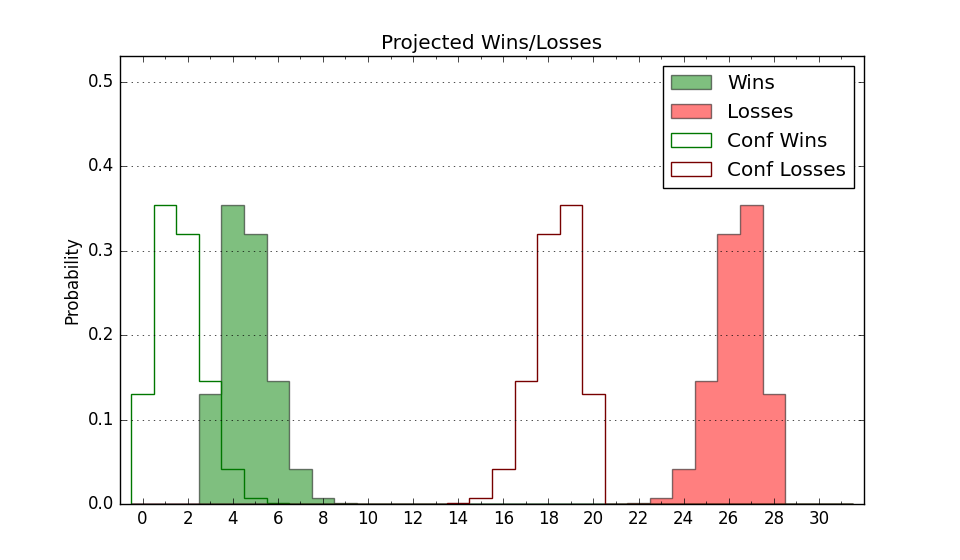 Projected Wins/Losses
0.5
0.4
0.3
0.2
0.1
0.0
Probability
Wins
Losses
Conf Wins
Conf Losses
0 2 4 6 8 10 12 14 16 18 20 22 24 26 28 30